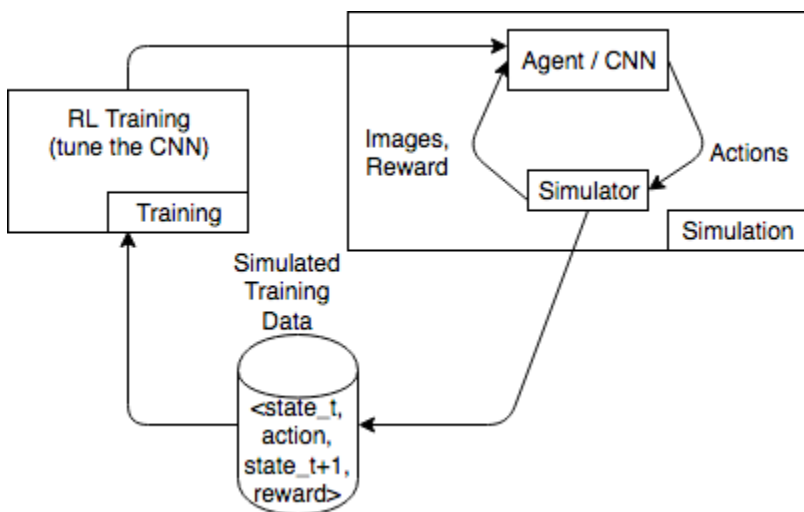 Agent / CNN
RL Training
(tune the CNN)
Images,
Reward
Actions
Simulator
Training
Simulation
Simulated
Training
Data
<state_t,
action,
state_t+1,
reward>